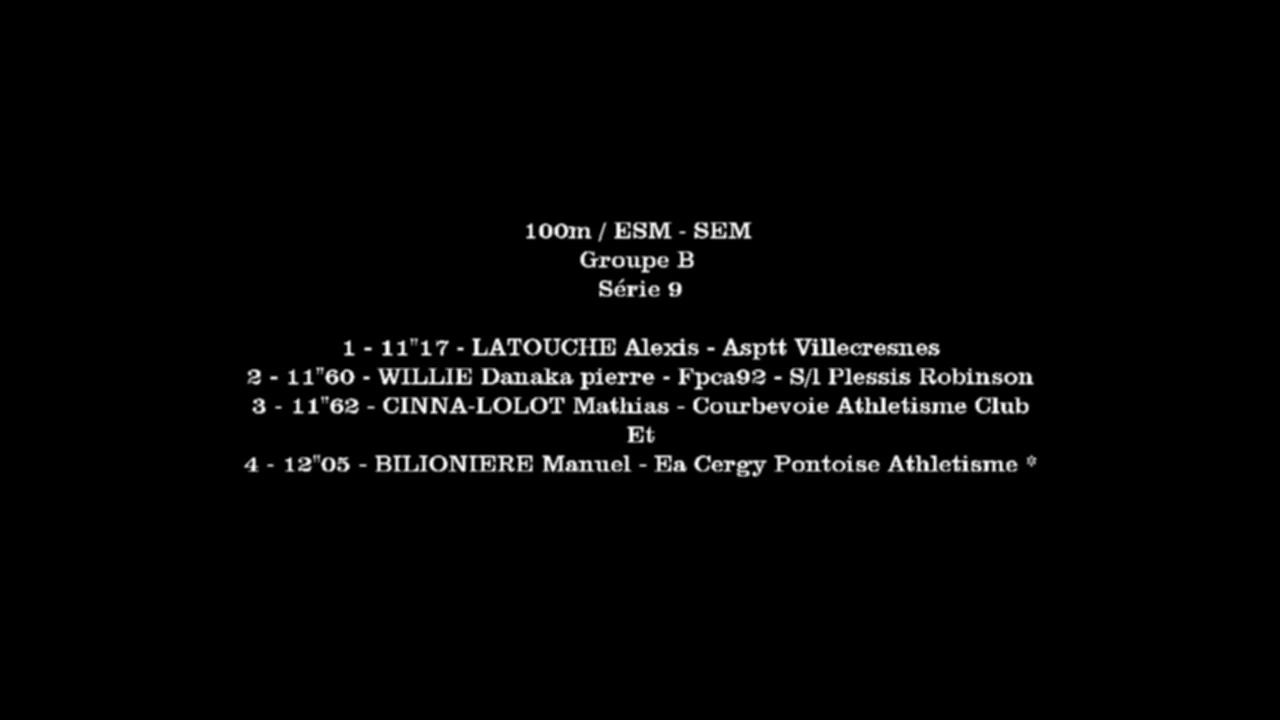 100m / ESM - SEM
Groupe B
Série 9
1 - 11"17 - LATOUCHE Alexis - Asptt Villecresnes
2 - 11"60 - WILLIE Danaka pierre - Fpca92 - S/l Plessis Robinson
3 - 11"62 - CINNA-LOLOT Mathias - Courbevoie Athletisme Club
Et
4 - 12"05 - BILIONIERE Manuel - Ea Cergy Pontoise Athletisme *